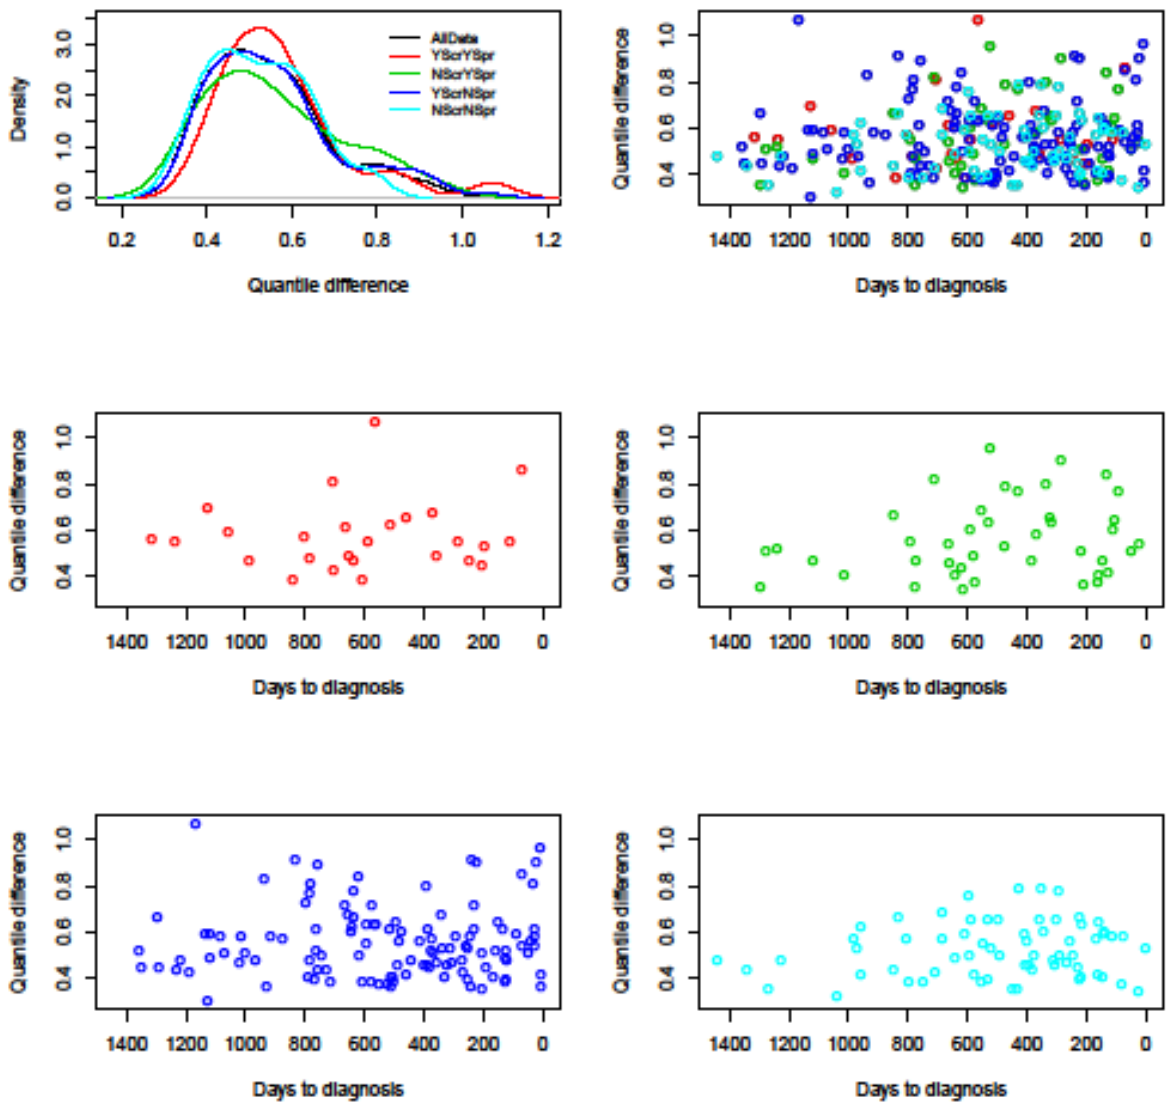 Density
0.0 1.0 2.0 3.0
AllData
YScrYSpr
NScrYSpr
YScrNSpr
NScrNSpr
0.2 0.4 0.6 0.8 1.0 1.2
Quantile difference
Quantile difference
0.4 0.6 0.8 1.0
1400 1200 1000 800 600 400 200 0
Days to diagnosis
Quantile difference
0.4 0.6 0.8 1.0
1400 1200 1000 800 600 400 200 0
Days to diagnosis
Quantile difference
0.4 0.6 0.8 1.0
1400 1200 1000 800 600 400 200 0
Days to diagnosis
Quantile difference
0.4 0.6 0.8 1.0
1400 1200 1000 800 600 400 200 0
Days to diagnosis
Quantile difference
0.4 0.6 0.8 1.0
1400 1200 1000 800 600 400 200 0
Days to diagnosis